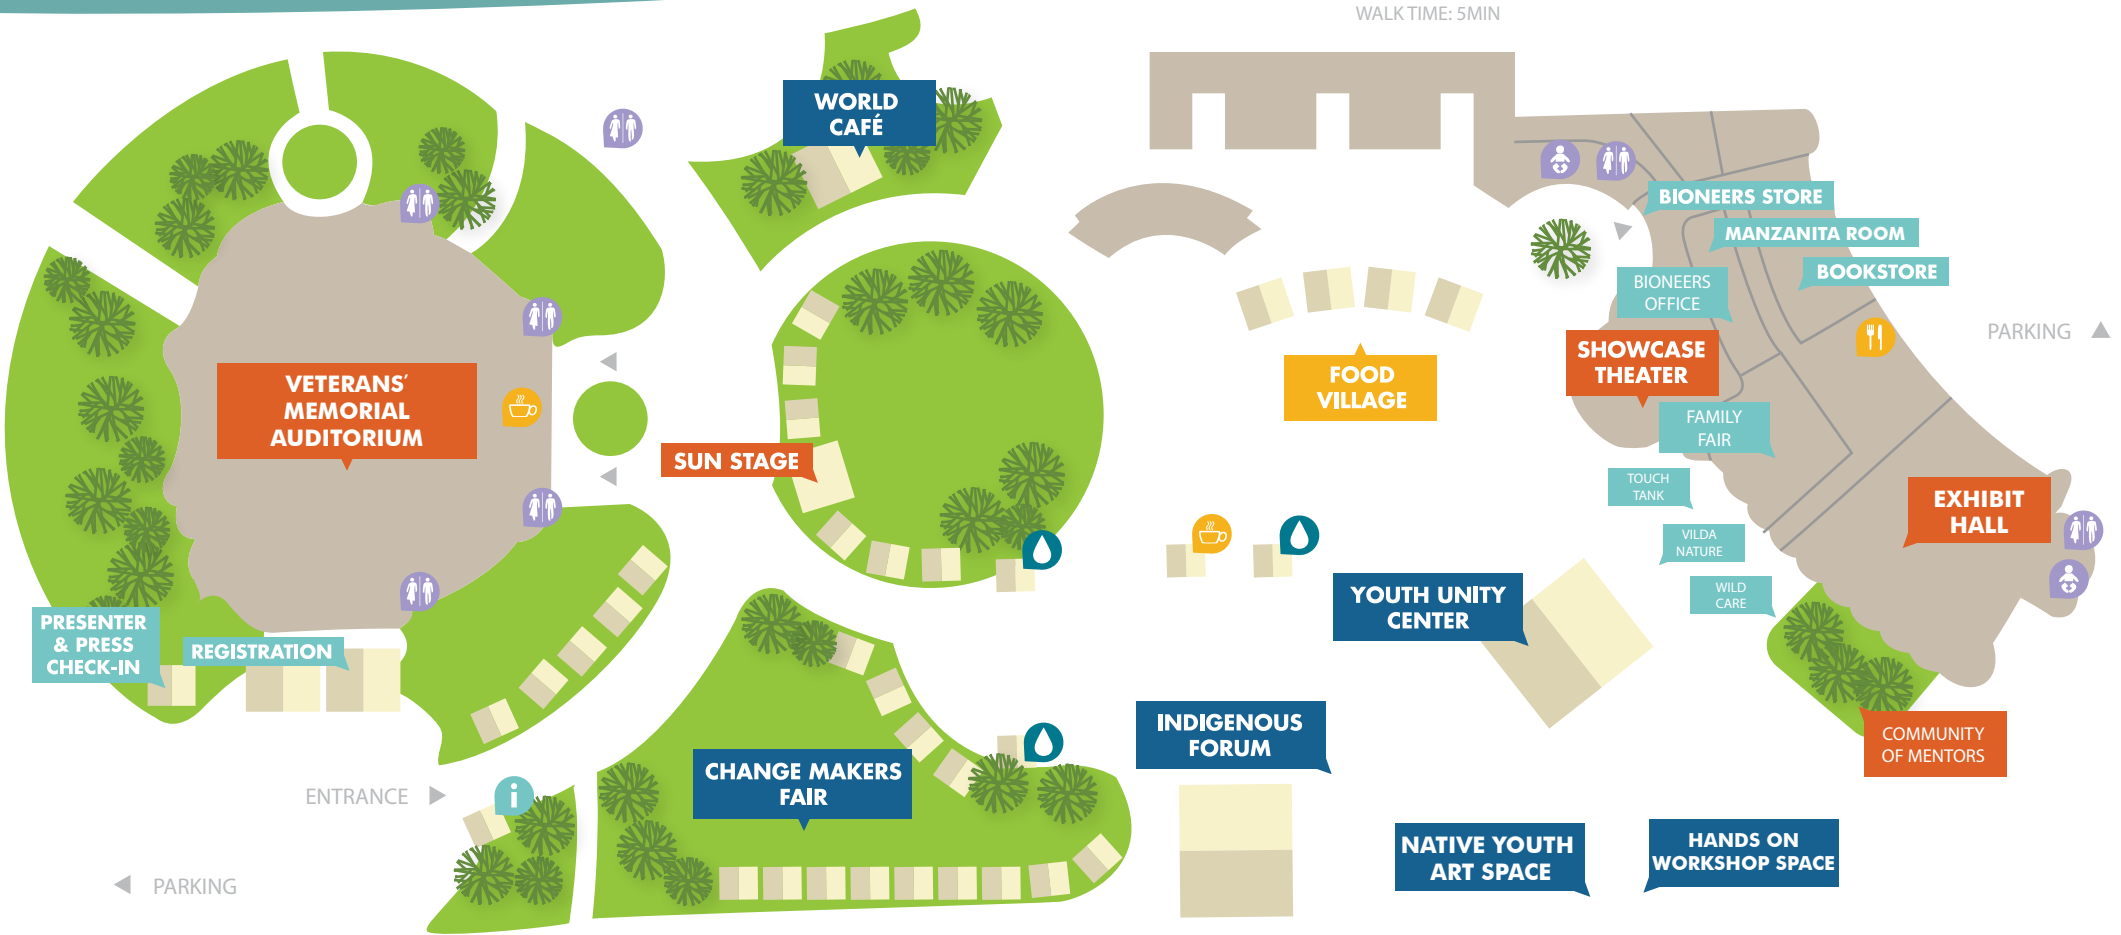 WALK TIME: 5MIN
WORLD
CAFÉ
BIONEERS STORE
MANZANITA ROOM
BOOKSTORE
BIONEERS
OFFICE
PARKING
SHOWCASE
THEATER
FOOD
VILLAGE
VETERANS’
MEMORIAL
AUDITORIUM
SUN STAGE
FAMILY
FAIR
TOUCH
TANK
EXHIBIT
HALL
VILDA
NATURE
WILD
CARE
YOUTH UNITY
CENTER
PRESENTER
& PRESS
CHECK-IN
REGISTRATION
INDIGENOUS
FORUM
COMMUNITY
OF MENTORS
CHANGE MAKERS
FAIR
ENTRANCE
i
NATIVE YOUTH
ART SPACE
HANDS ON
WORKSHOP SPACE
PARKING